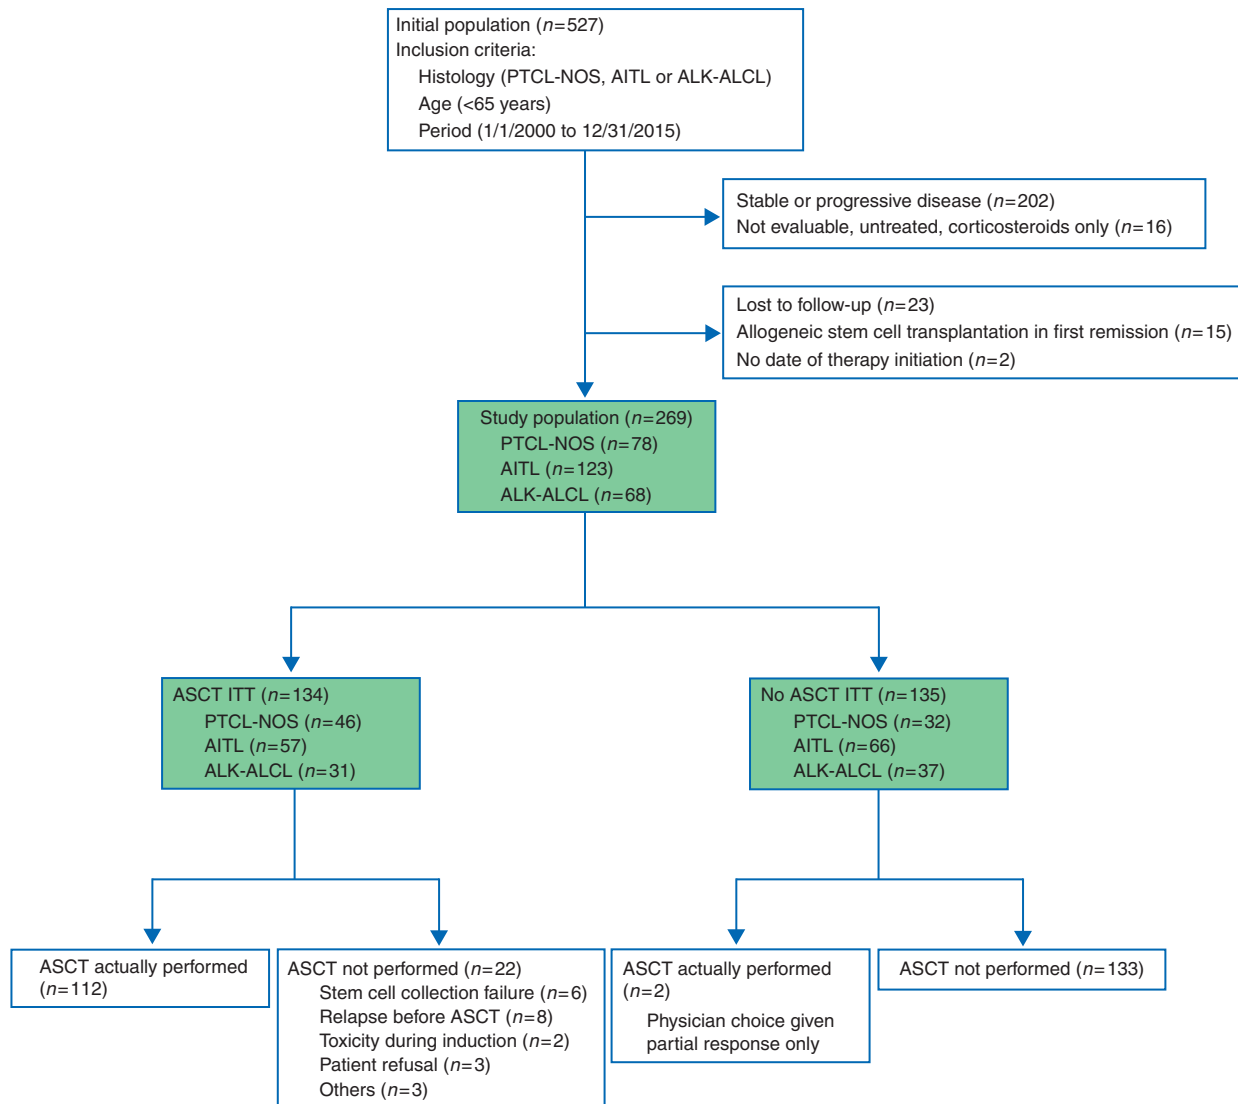 Initial population (n=527)
Inclusion criteria:
Histology (PTCL-NOS, AITL or ALK-ALCL)
Age (<65 years)
Period (1/1/2000 to 12/31/2015)
Stable or progressive disease (n=202)
Not evaluable, untreated, corticosteroids only (n=16)
Lost to follow-up (n=23)
Allogeneic stem cell transplantation in first remission (n=15)
No date of therapy initiation (n=2)
Study population (n=269)
PTCL-NOS (n=78)
AITL (n=123)
ALK-ALCL (n=68)
ASCT ITT (n=134)
PTCL-NOS (n=46)
AITL (n=57)
ALK-ALCL (n=31)
No ASCT ITT (n=135)
PTCL-NOS (n=32)
AITL (n=66)
ALK-ALCL (n=37)
ASCT actually performed
(n=112)
ASCT not performed (n=22)
Stem cell collection failure (n=6)
Relapse before ASCT (n=8)
Toxicity during induction (n=2)
Patient refusal (n=3)
Others (n=3)
ASCT actually performed
(n=2)
Physician choice given
partial response only
ASCT not performed (n=133)